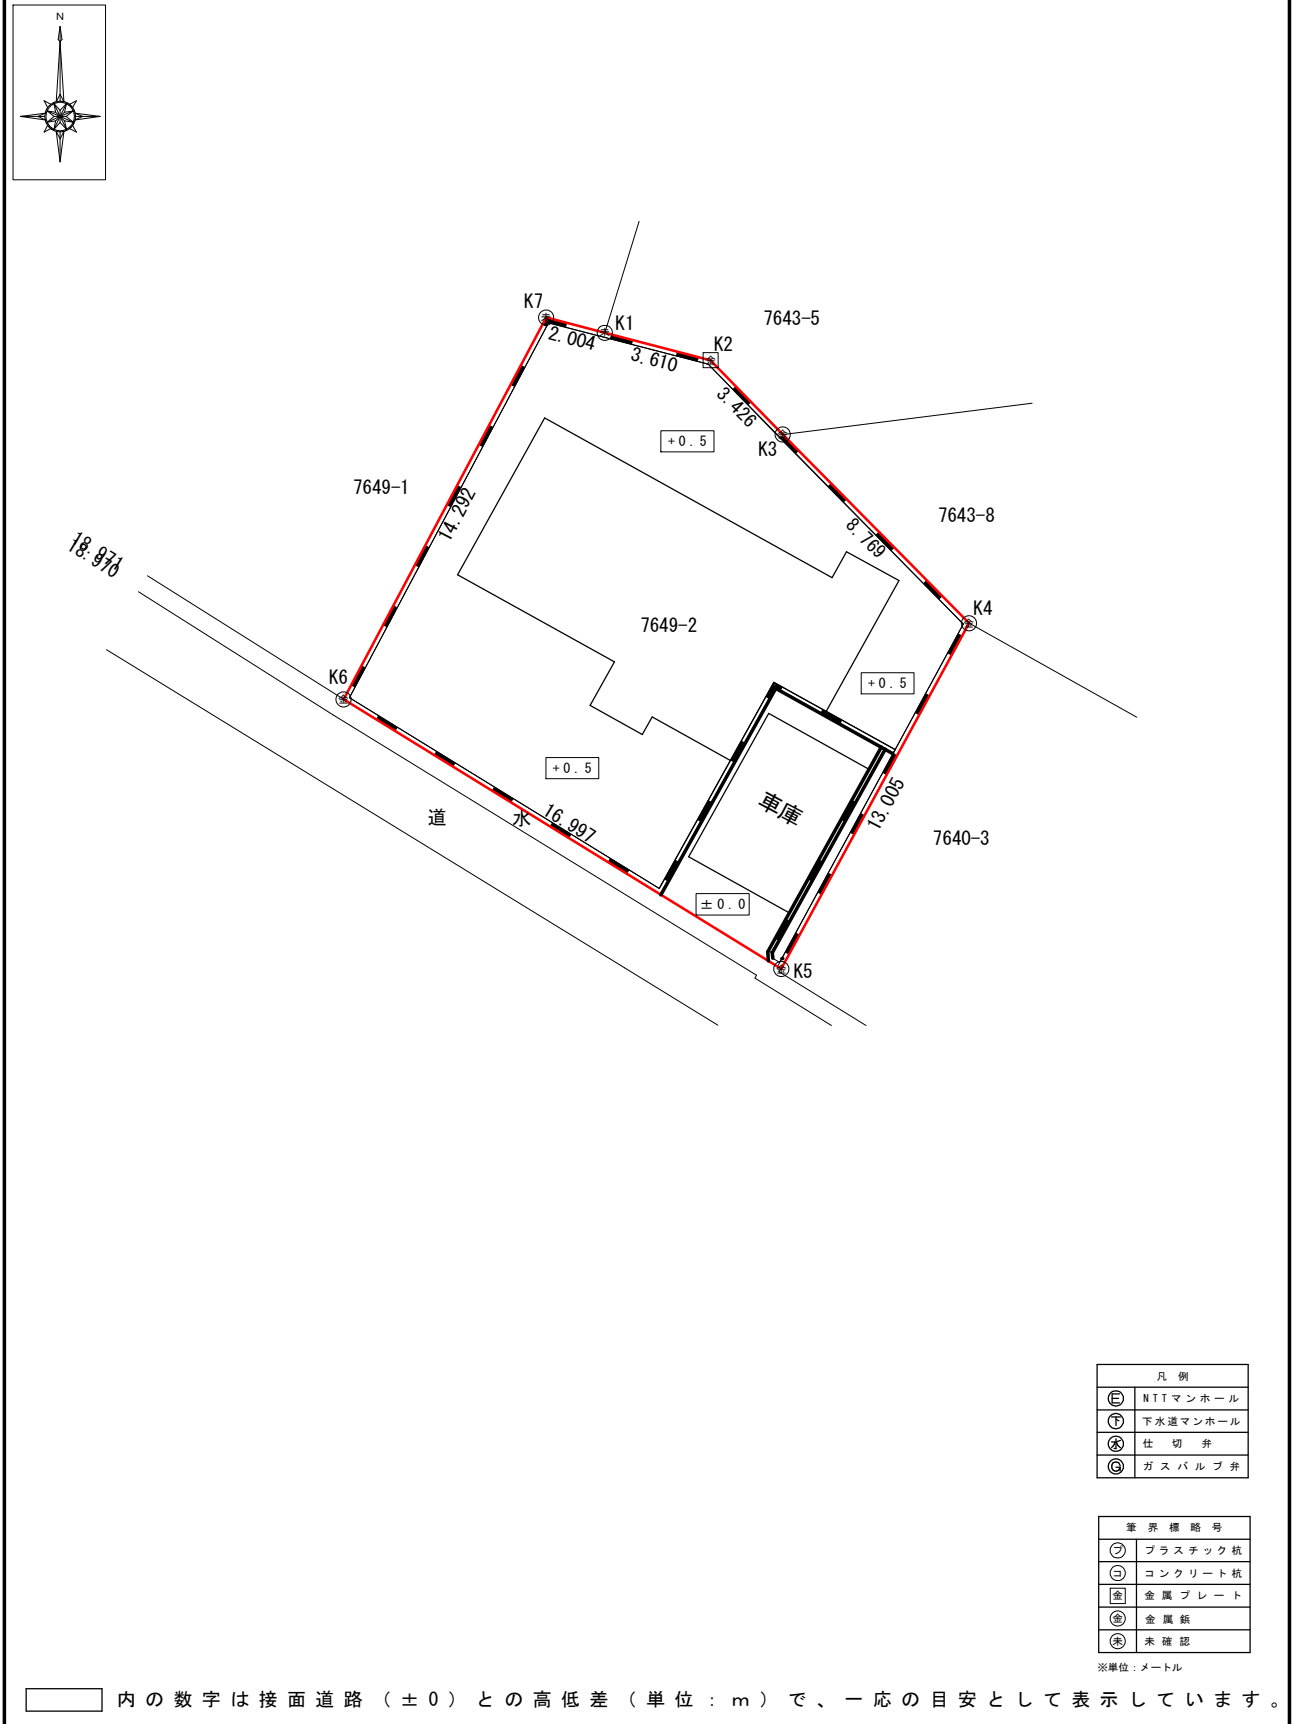 N
K7
K1
7643-5
K2
2.004
3.610
3.426
+0.5
K3
7649-1
14.292
7643-8
8.769
18.971
18.970
K4
7649-2
K6
+0.5
+0.5
車庫
13.005
道
水
16.997
7640-3
±0.0
K5
凡例
NTTマンホール
下 下水道マンホール
水 仕切弁
G ガスバルブ弁
筆界標略号
プ プラスチック杭
コ コンクリート杭
金 金属プレート
金 金属鋲
未 未確認
※単位：メートル
内の数字は接面道路（±0）との高低差（単位：m）で、一応の目安として表示しています。